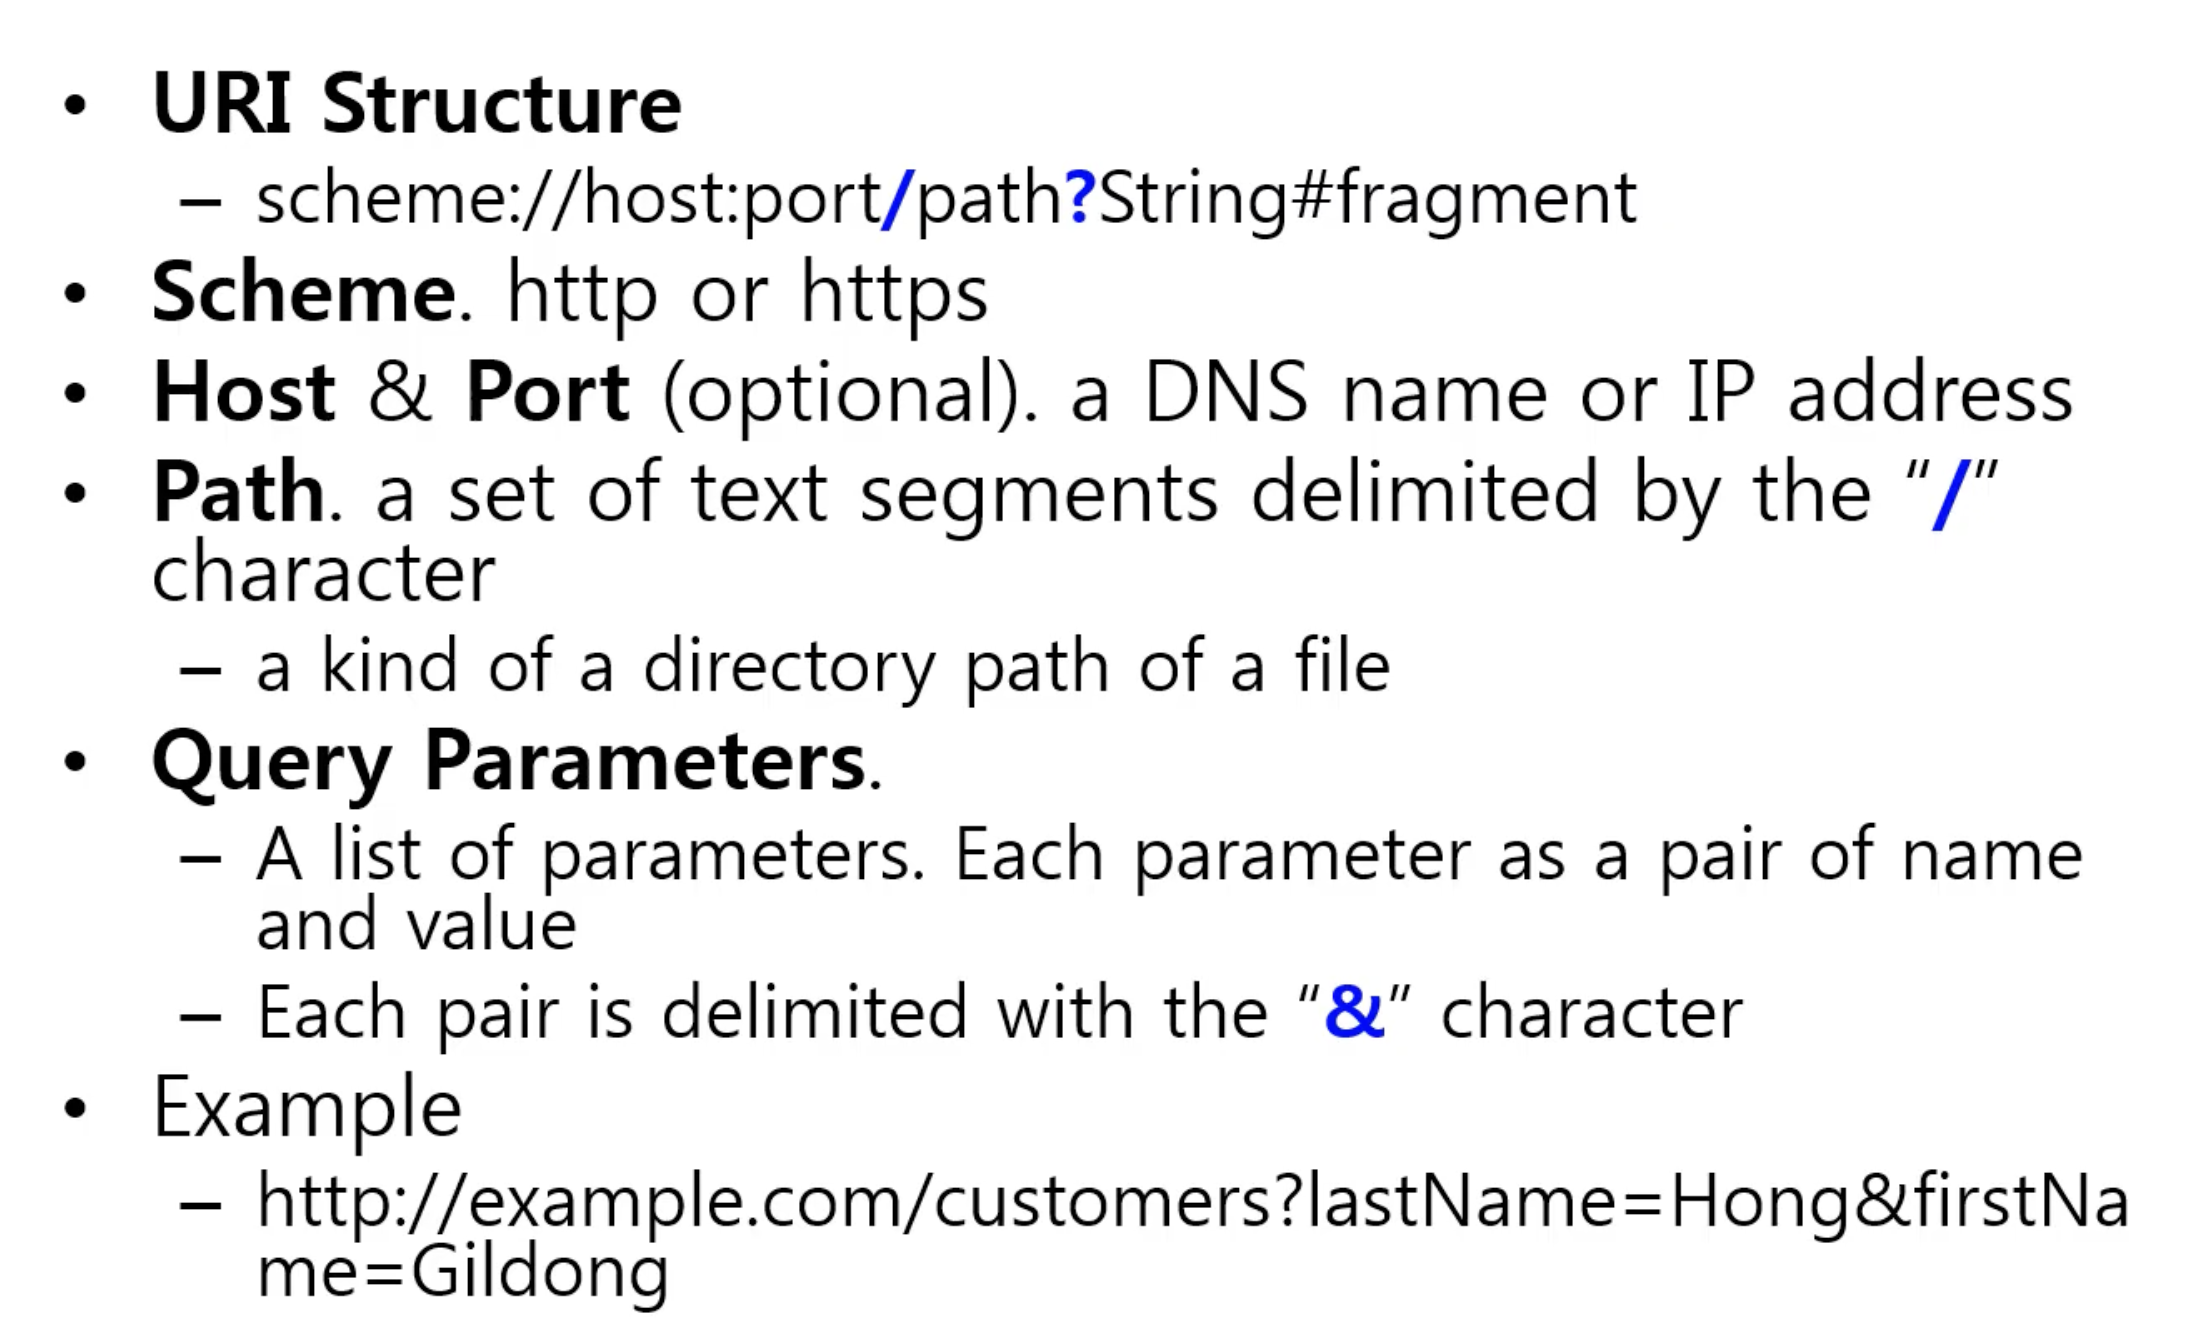 • URI Structure
– scheme://host:port/path?String#fragment
• Scheme. http or https
• Host & Port (optional). a DNS name or IP address
• Path. a set of text segments delimited by the “/”
character
– a kind of a directory path of a file
• Query Parameters.
– A list of parameters. Each parameter as a pair of name
and value
– Each pair is delimited with the “&” character
• Example
– http://example.com/customers?lastName=Hong&firstNa
me=Gildong